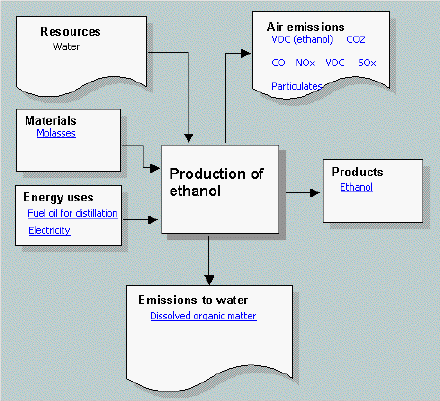 Resources
Water
Air emissions
VOC (ethanol) CO2
CO NOx VOC SOx
Particulates
Materials
Molasses
Production of
ethanol
Products
Ethanol
Energy uses
Fuel oil for distillation
Electricity
Emissions to water
Dissolved organic matter